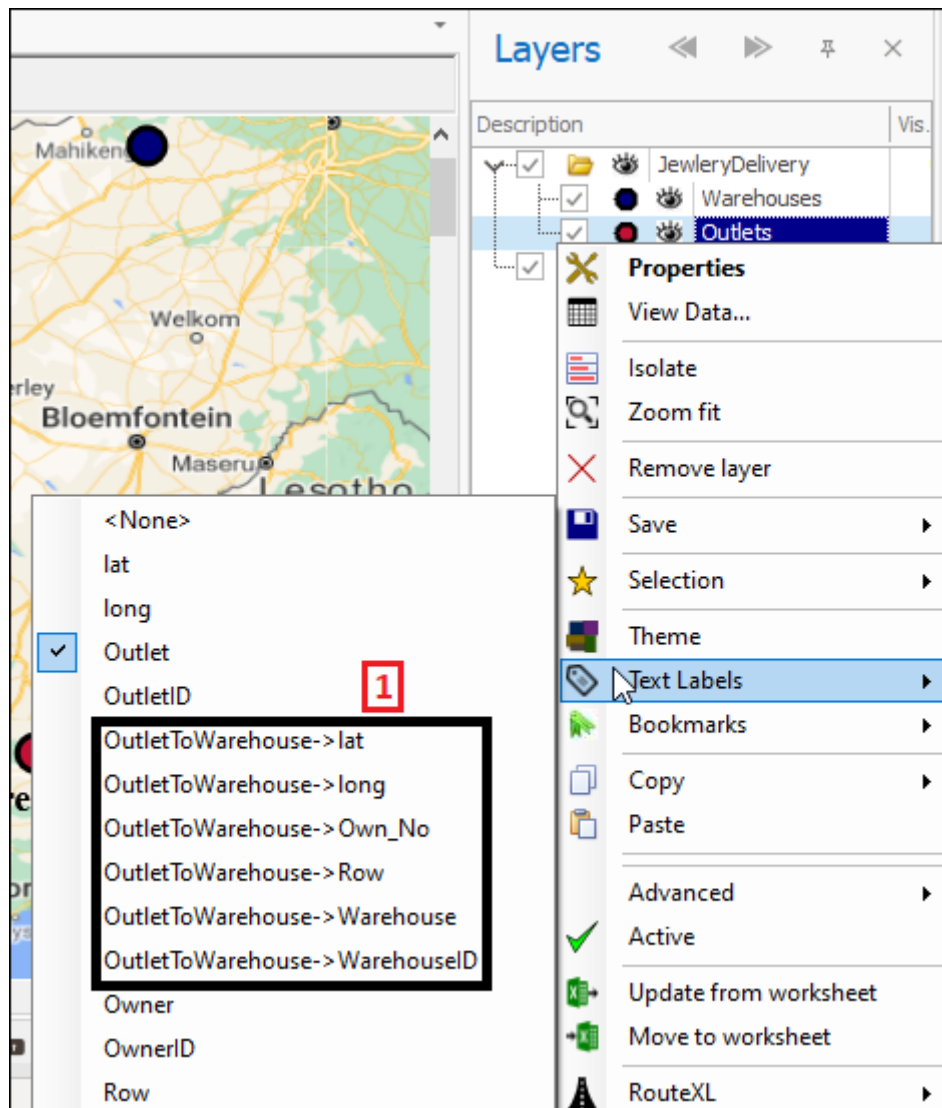 Layers
Description
Vis.
JewleryDelivery
Warehouses
Outlets
Mahiken
Welkom
erley
Bloemfontein
Maseru
Lesotho
Properties
View Data...
Isolate
Zoom fit
Remove layer
Save
Selection
Theme
Text Labels
Bookmarks
Copy
Paste
Advanced
Active
Update from worksheet
Move to worksheet
RouteXL
<None>
lat
long
Outlet
OutletID
1
OutletToWarehouse->lat
OutletToWarehouse->long
OutletToWarehouse->Own_No
OutletToWarehouse->Row
OutletToWarehouse->Warehouse
OutletToWarehouse->WarehouseID
Owner
OwnerID
Row